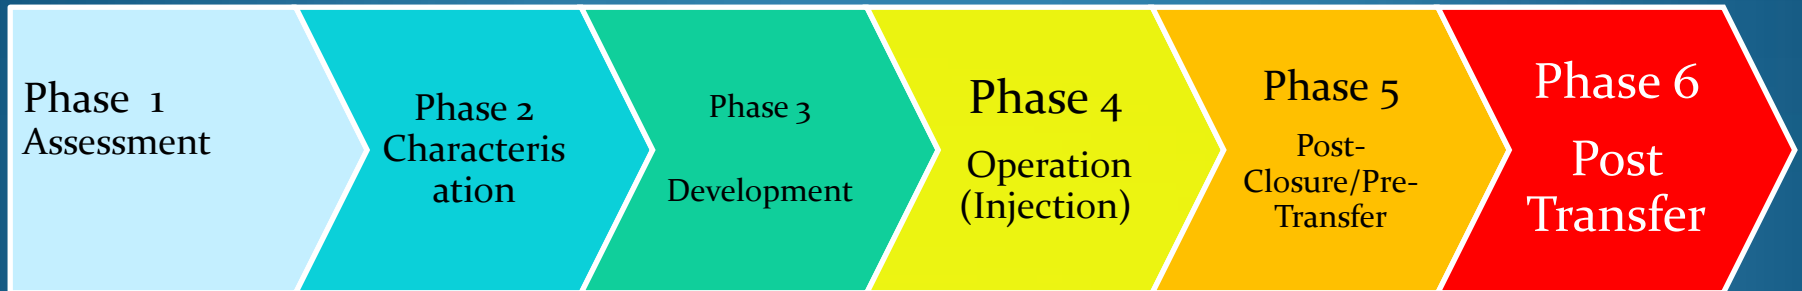 Phase 1
Assessment
Phase 2
Characteris
ation
Phase 3
Development
Phase 4
Operation
(Injection)
Phase 5
Post-
Closure/Pre-
Transfer
Phase 6
Post
Transfer